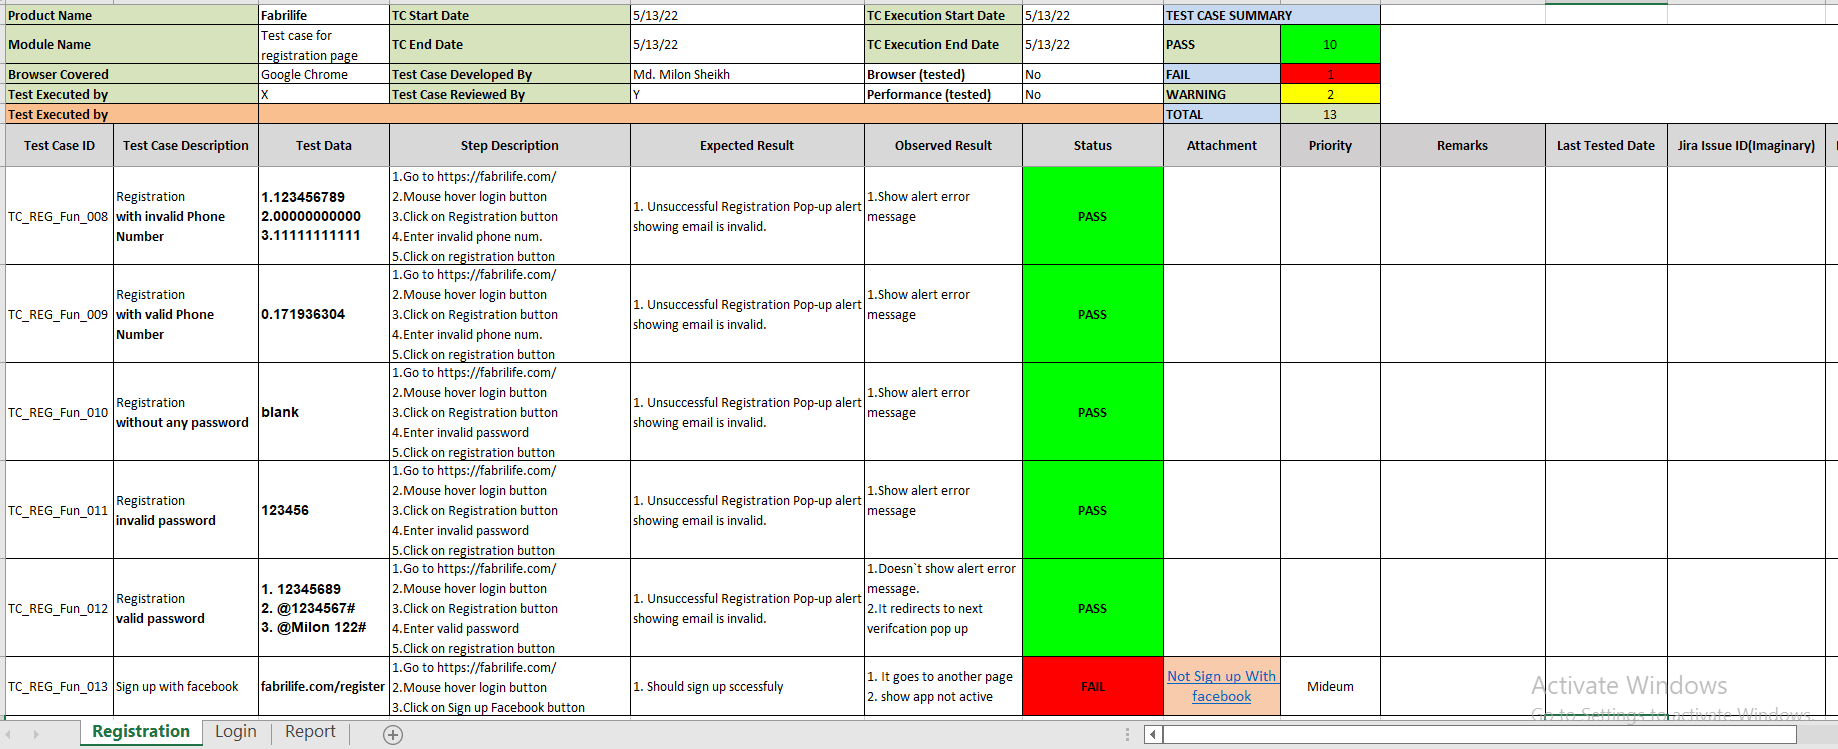 Product Name Fabrilife TC Start Date 5/13/22 TC Execution Start Date 5/13/22 TEST CASE SUMMARY
Module Name Test case for registration page TC End Date 5/13/22 TC Execution End Date 5/13/22 PASS 10
Browser Covered Google Chrome Test Case Developed By Md. Milon Sheikh Browser (tested) No FAIL 1
Test Executed by X Test Case Reviewed By Y Performance (tested) No WARNING 2
Test Executed by TOTAL 13
Test Case ID Test Case Description Test Data Step Description Expected Result Observed Result Status Attachment Priority Remarks Last Tested Date Jira Issue ID(Imaginary)
TC_REG_Fun_008
Registration
with invalid Phone
Number
1.123456789
2.00000000000
3.11111111111
1.Go to https://fabrilife.com/
2.Mouse hover login button
3.Click on Registration button
4.Enter invalid phone num.
5.Click on registration button
1. Unsuccessful Registration Pop-up alert
showing email is invalid.
1.Show alert error
message
PASS
TC_REG_Fun_009
Registration
with valid Phone
Number
0.171936304
1.Go to https://fabrilife.com/
2.Mouse hover login button
3.Click on Registration button
4.Enter invalid phone num.
5.Click on registration button
1. Unsuccessful Registration Pop-up alert
showing email is invalid.
1.Show alert error
message
PASS
TC_REG_Fun_010
Registration
without any password
blank
1.Go to https://fabrilife.com/
2.Mouse hover login button
3.Click on Registration button
4.Enter invalid password
5.Click on registration button
1. Unsuccessful Registration Pop-up alert
showing email is invalid.
1.Show alert error
message
PASS
TC_REG_Fun_011
Registration
invalid password
123456
1.Go to https://fabrilife.com/
2.Mouse hover login button
3.Click on Registration button
4.Enter invalid password
5.Click on registration button
1. Unsuccessful Registration Pop-up alert
showing email is invalid.
1.Show alert error
message
PASS
TC_REG_Fun_012
Registration
valid password
1. 12345689
2. @1234567#
3. @Milon 122#
1.Go to https://fabrilife.com/
2.Mouse hover login button
3.Click on Registration button
4.Enter valid password
5.Click on registration button
1. Unsuccessful Registration Pop-up alert
showing email is invalid.
1.Doesn`t show alert error
message.
2.It redirects to next
verifcation pop up
PASS
TC_REG_Fun_013
Sign up with facebook
fabrilife.com/register
1.Go to https://fabrilife.com/
2.Mouse hover login button
3.Click on Sign up Facebook button
1. Should sign up sccessfuly
1. It goes to another page
2. show app not active
FAIL
Not Sign up With
facebook
Mideum
Activate Windows
Go to Settings to activate Windows.
Registration Login Report